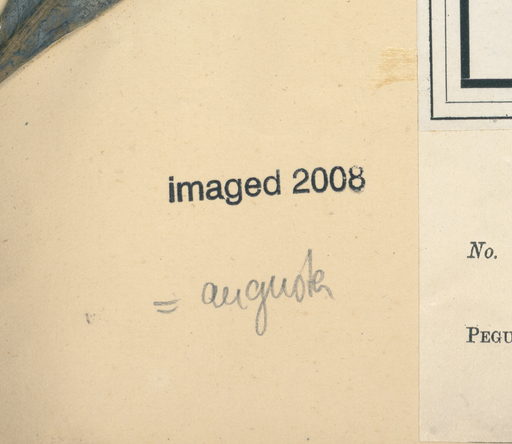 imaged 2008
= angusta
No.
PEGU